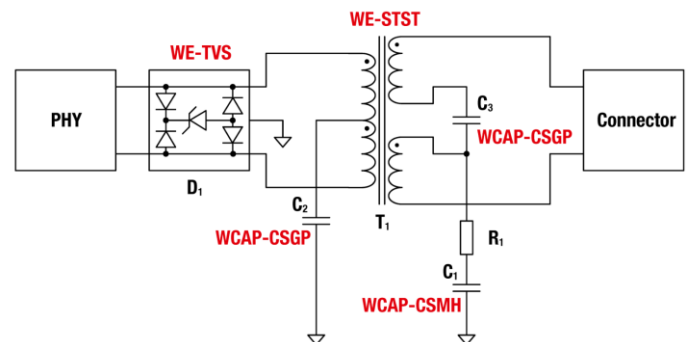 WE-STST
WE-TVS
PHY
C3
WCAP-CSGP
Connector
D1
C2
T1
WCAP-CSGP
R1
C1
WCAP-CSMH